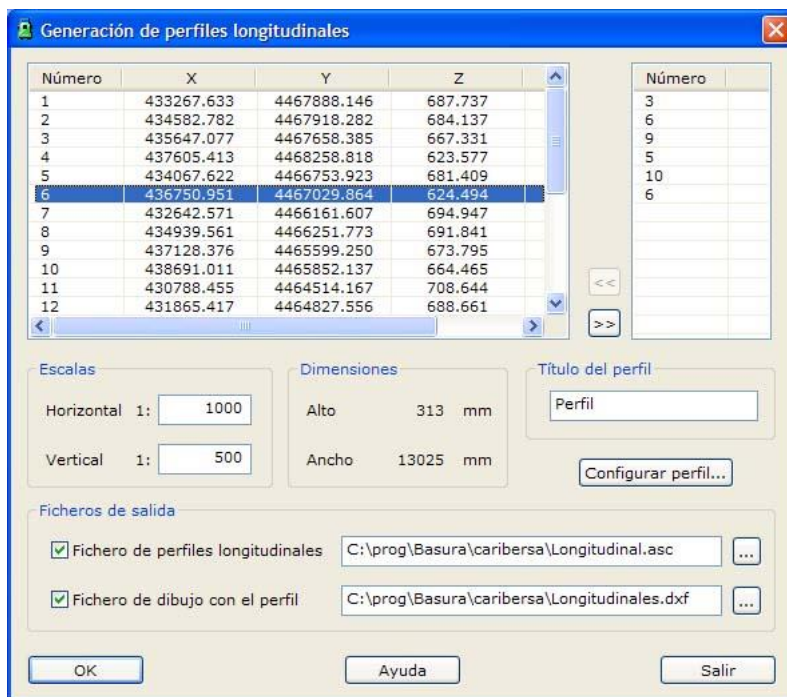 Generación de perfiles longitudinales
Número X Y Z
1 433267.633 4467888.146 687.737
2 434582.782 4467918.282 684.137
3 435647.077 4467658.385 667.331
4 437605.413 4468258.818 623.577
5 434067.622 4466753.923 681.409
6 436750.951 4467029.864 624.494
7 432642.571 4466161.607 694.947
8 434939.561 4466251.773 691.841
9 437128.376 4465599.250 673.795
10 438691.011 4465852.137 664.465
11 430788.455 4464514.167 708.644
12 431865.417 4464827.556 688.661
Número
3
6
9
5
10
6
<<
>>
Escalas
Horizontal 1: 1000
Vertical 1: 500
Dimensiones
Alto 313 mm
Ancho 13025 mm
Título del perfil
Perfil
Configurar perfil...
Ficheros de salida
Fichero de perfiles longitudinales C:\prog\Basura\caribersa\Longitudinal.asc ...
Fichero de dibujo con el perfil C:\prog\Basura\caribersa\Longitudinales.dxf ...
OK Ayuda Salir